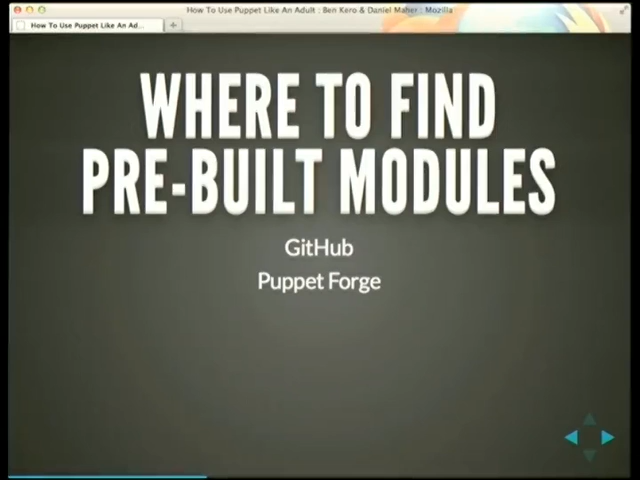 How To Use Puppet Like An Adult : Ben Kero & Daniel Maher : Mozilla
How To Use Puppet Like An Ad...
WHERE TO FIND
PRE-BUILT MODULES
GitHub
Puppet Forge